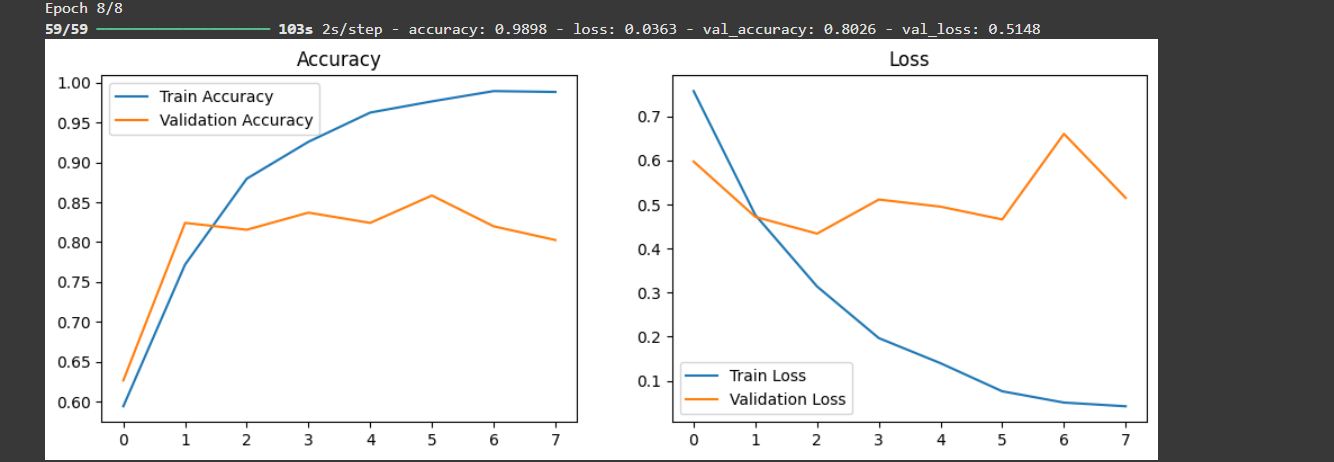 Epoch 8/8
59/59 ━━━━━━━━━━━━━━━━━━━━ 103s 2s/step - accuracy: 0.9898 - loss: 0.0363 - val_accuracy: 0.8026 - val_loss: 0.5148
Accuracy
1.00
0.95
0.90
0.85
0.80
0.75
0.70
0.65
0.60
Train Accuracy
Validation Accuracy
0 1 2 3 4 5 6 7
Loss
0.7
0.6
0.5
0.4
0.3
0.2
0.1
Train Loss
Validation Loss
0 1 2 3 4 5 6 7